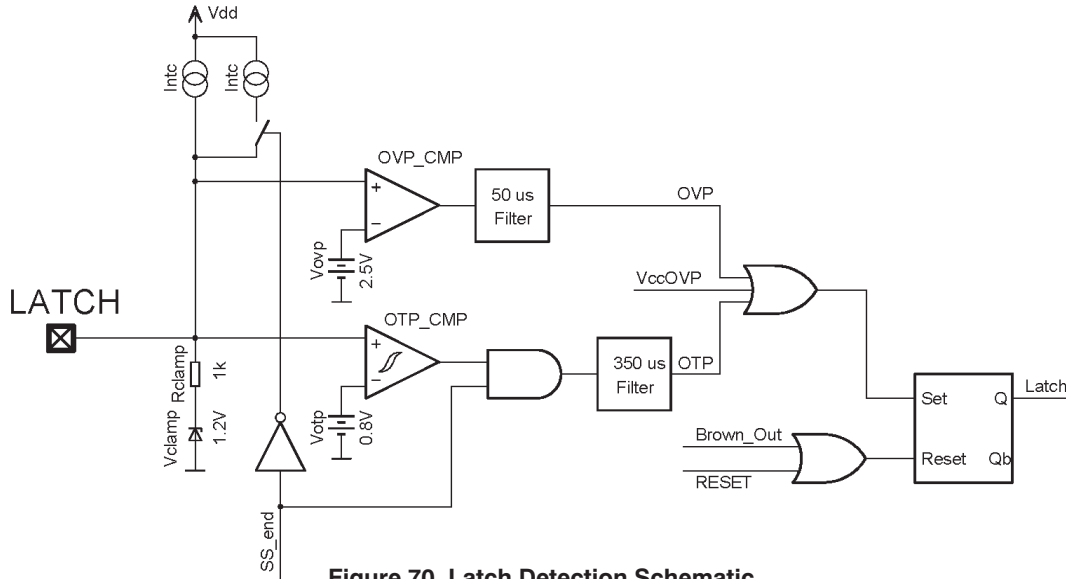 Vdd
Intc
Intc
OVP_CMP
+
−
50 us
Filter
OVP
Vovp
2.5V
VccOVP
LATCH
OTP_CMP
+
−
350 us
Filter
OTP
Rclamp
1k
Votp
0.8V
Vclamp
1.2V
Set
Q
Latch
Brown_Out
Reset
Qb
RESET
SS_end
Figure 70. Latch Detection Schematic